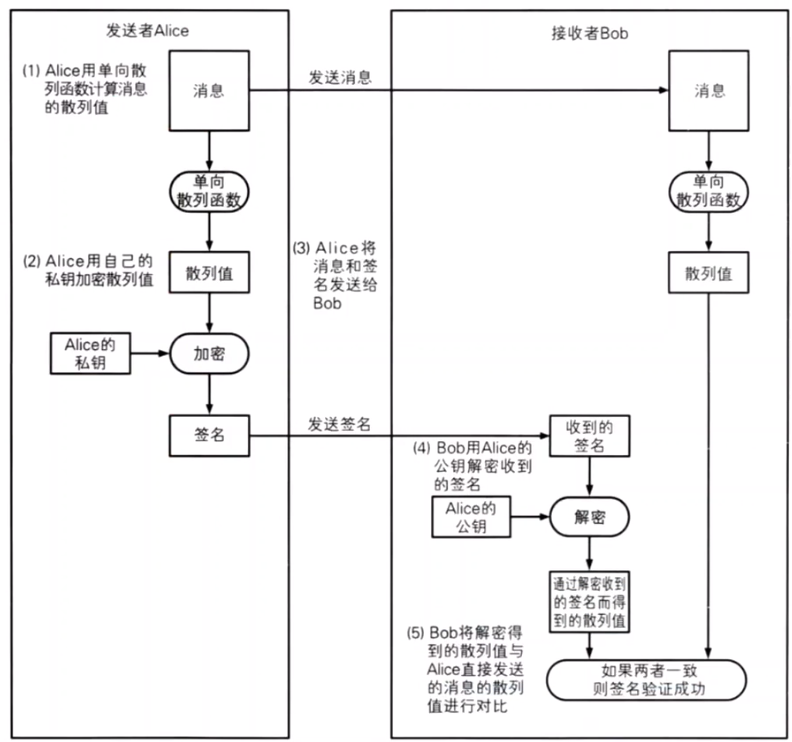 发送者Alice
接收者Bob
(1) Alice用单向散
列函数计算消息
的散列值
消息
发送消息
消息
单向
散列函数
单向
散列函数
(2) Alice用自己的
私钥加密散列值
散列值
(3) Alice将
消息和签
名发送给
Bob
散列值
Alice的
私钥
加密
签名
发送签名
收到的
签名
(4) Bob用Alice的
公钥解密收到
的签名
Alice的
公钥
解密
通过解密收到
的签名而得
到的散列值
(5) Bob将解密得
到的散列值与
Alice直接发送
的消息的散列
值进行对比
如果两者一致
则签名验证成功